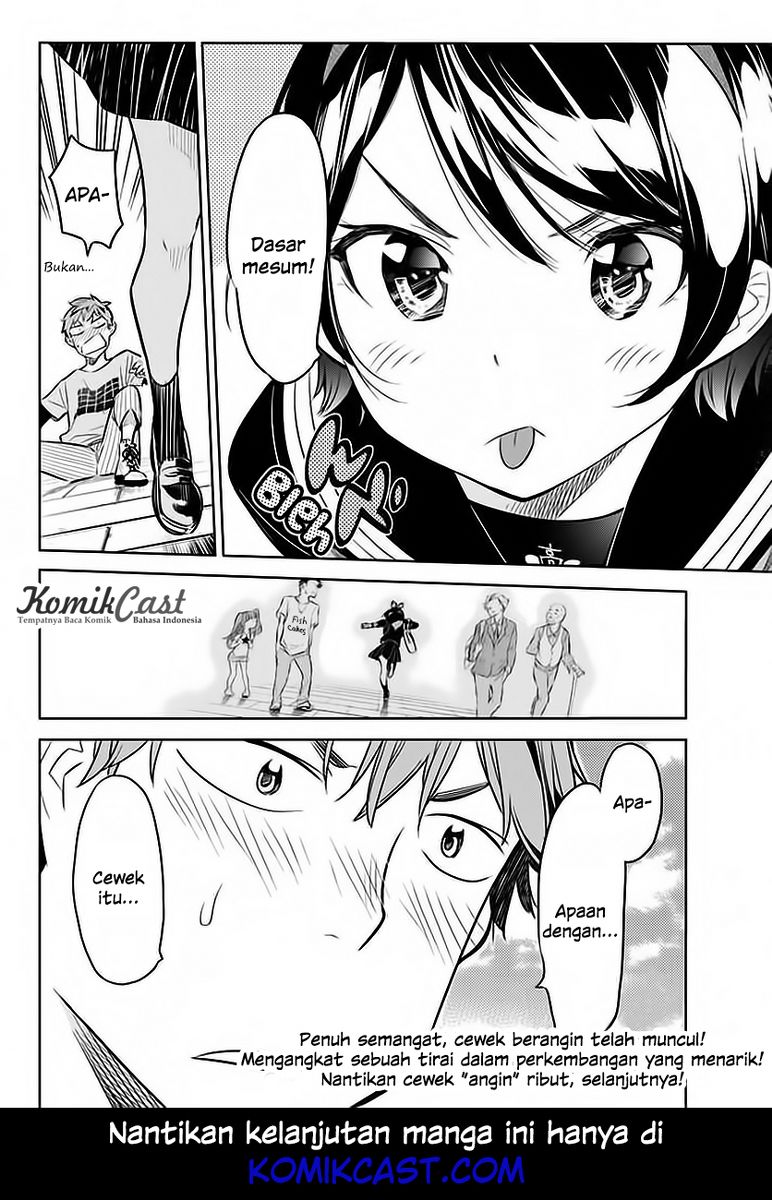 Dasar
mesum!
Bleh
APA-
Bukan...
KomikCast
Tempatnya Baca Komik Bahasa Indonesia
Fish
Cakes
Apa-
Apaan
dengan...
Cewek
itu...
Penuh semangat, cewek berangin telah muncul!
Mengangkat sebuah tirai dalam perkembangan yang menarik!
Nantikan cewek "angin" ribut, selanjutnya!
Nantikan kelanjutan manga ini hanya di
KOMIKCAST.COM